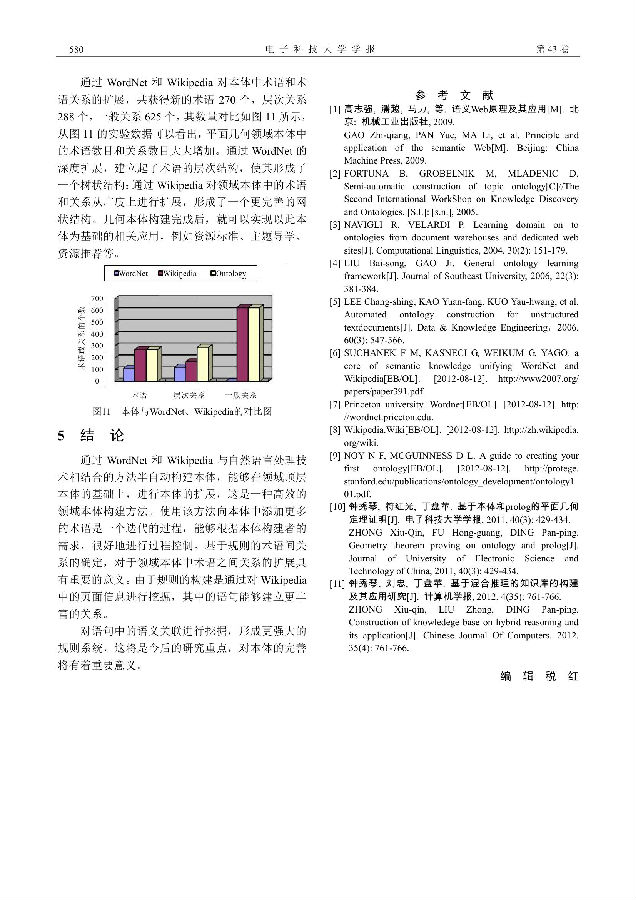 580
电 子 科 技 大 学 学 报
第 43 卷
通过 WordNet 和 Wikipedia 对本体中术语和术
语关系的扩展，共获得新的术语 270 个，层次关系
288 个，一般关系 625 个，其数量对比如图 11 所示，
从图 11 的实验数据可以看出，平面几何领域本体中
的术语数目和关系数目大大增加。通过 WordNet 的
深度扩展，建立起了术语的层次结构，使其形成了
一个树状结构；通过 Wikipedia 对领域本体中的术语
和关系从广度上进行扩展，形成了一个更完善的网
状结构。几何本体构建完成后，就可以实现以此本
体为基础的相关应用，例如资源标准、主题导学、
资源推荐等。
WordNet Wikipedia Ontology
术语或关系的个数
700
600
500
400
300
200
100
0
术语 层次关系 一般关系
图11 本体与WordNet、Wikipedia的对比图
5 结 论
通过 WordNet 和 Wikipedia 与自然语言处理技
术相结合的方法半自动构建本体，能够在领域顶层
本体的基础上，进行本体的扩展，这是一种高效的
领域本体构建方法。使用该方法向本体中添加更多
的术语是一个迭代的过程，能够根据本体构建者的
需求，很好地进行过程控制。基于规则的术语间关
系的确定，对于领域本体中术语之间关系的扩展具
有重要的意义。由于规则的构建是通过对 Wikipedia
中的页面信息进行挖掘，其中的语句能够建立更丰
富的关系。
对语句中的语义关联进行挖掘，形成更强大的
规则系统，这将是今后的研究重点，对本体的完善
将有着重要意义。
参 考 文 献
[1] 高志强, 潘越, 马力, 等. 语义Web原理及其应用[M]. 北
京: 机械工业出版社, 2009.
GAO Zhi-qiang, PAN Yue, MA Li, et al. Principle and
application of the semantic Web[M]. Beijing: China
Machine Press, 2009.
[2] FORTUNA B, GROBELNIK M, MLADENIC D.
Semi-automatic construction of topic ontology[C]//The
Second International WorkShop on Knowledge Discovery
and Ontologies. [S.l.]: [s.n.], 2005.
[3] NAVIGLI R, VELARDI P. Learning domain on to
ontologies from document warehouses and dedicated web
sites[J]. Computational Linguistics, 2004, 30(2): 151-179.
[4] LIU Bai-song, GAO Ji. General ontology learning
framework[J]. Journal of Southeast University, 2006, 22(3):
381-384.
[5] LEE Chang-shing, KAO Yuan-fang, KUO Yau-hwang, et al.
Automated ontology construction for unstructured
textdocuments[J]. Data & Knowledge Engineering, 2006,
60(3): 547-566.
[6] SUCHANEK F M, KASNECI G, WEIKUM G. YAGO: a
core of semantic knowledge unifying WordNet and
Wikipedia[EB/OL]. [2012-08-12]. http://www2007.org/
papers/paper391.pdf
[7] Princeton university. Wordnet[EB/OL]. [2012-08-12]. http:
//wordnet.princeton.edu.
[8] Wikipedia.Wiki[EB/OL]. [2012-08-12]. http://zh.wikipedia.
org/wiki.
[9] NOY N F, MCGUINNESS D L. A guide to creating your
first ontology[EB/OL]. [2012-08-12]. http://protege.
stanford.edu/publications/ontology_development/ontology1
01.pdf.
[10] 钟秀琴, 符红光, 丁盘苹. 基于本体和prolog的平面几何
定理证明[J]. 电子科技大学学报, 2011, 40(3): 429-434.
ZHONG Xiu-Qin, FU Hong-guang, DING Pan-ping.
Geometry theorem proving on ontology and prolog[J].
Journal of University of Electronic Science and
Technology of China, 2011, 40(3): 429-434.
[11] 钟秀琴, 刘忠, 丁盘苹. 基于混合推理的知识库的构建
及其应用研究[J]. 计算机学报, 2012, 4(35): 761-766.
ZHONG Xiu-qin, LIU Zhong, DING Pan-ping.
Construction of knowledege base on hybrid reasoning and
its application[J]. Chinese Journal Of Computers, 2012,
35(4): 761-766.
编 辑 税 红